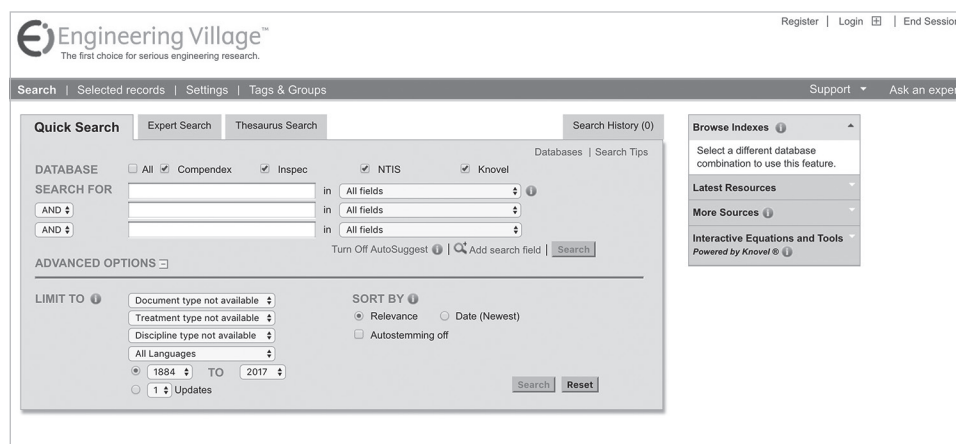 Register | Login | End Session
Engineering Village™
The first choice for serious engineering research.
Search | Selected records | Settings | Tags & Groups
Support Ask an exper
Quick Search Expert Search Thesaurus Search Search History (0)
Databases | Search Tips
DATABASE All Compendex Inspec NTIS Knovel
SEARCH FOR in All fields
AND in All fields
AND in All fields
Turn Off AutoSuggest | Add search field | Search
ADVANCED OPTIONS
LIMIT TO
Document type not available
Treatment type not available
Discipline type not available
All Languages
1884 TO 2017
1 Updates
SORT BY
Relevance Date (Newest)
Autostemming off
Search Reset
Browse Indexes
Select a different database
combination to use this feature.
Latest Resources
More Sources
Interactive Equations and Tools
Powered by Knovel ®